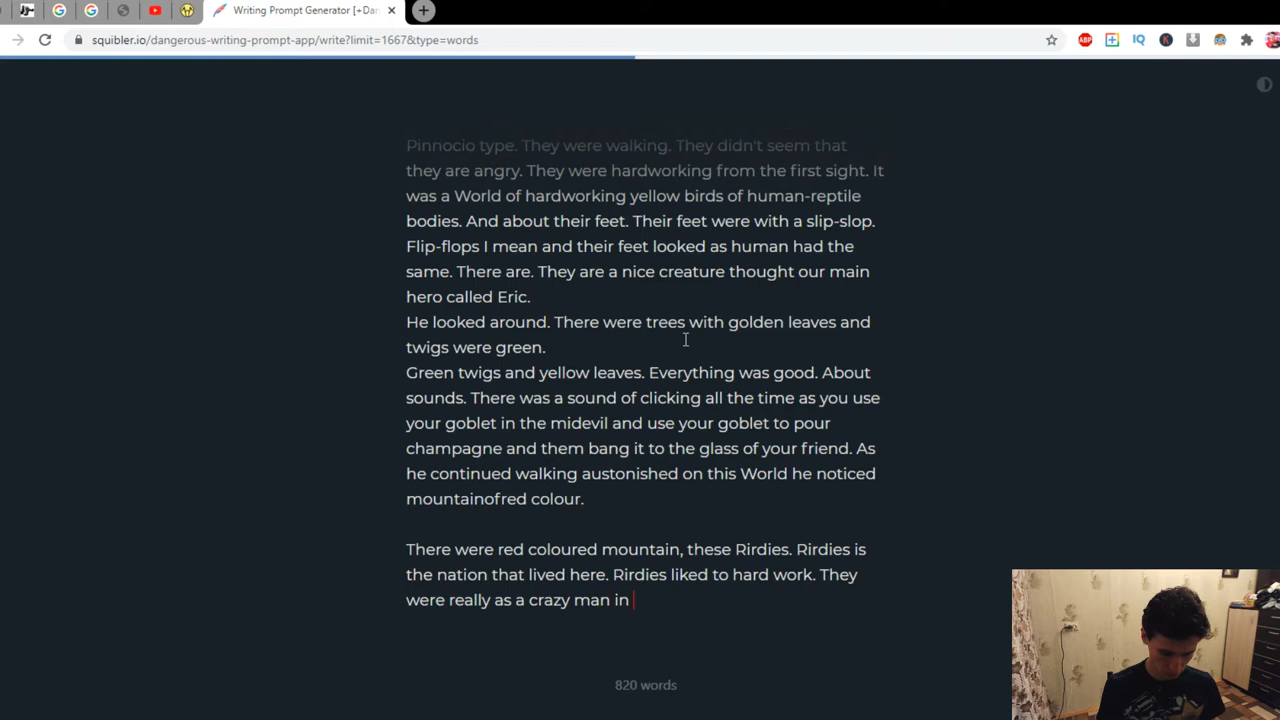 Writing Prompt Generator [+Dan
squibler.io/dangerous-writing-prompt-app/write?limit=1667&type=words
ABP
IQ
K
Pinnocio type. They were walking. They didn't seem that
they are angry. They were hardworking from the first sight. It
was a World of hardworking yellow birds of human-reptile
bodies. And about their feet. Their feet were with a slip-slop.
Flip-flops I mean and their feet looked as human had the
same. There are. They are a nice creature thought our main
hero called Eric.
He looked around. There were trees with golden leaves and
twigs were green.
Green twigs and yellow leaves. Everything was good. About
sounds. There was a sound of clicking all the time as you use
your goblet in the midevil and use your goblet to pour
champagne and them bang it to the glass of your friend. As
he continued walking austonished on this World he noticed
mountainofred colour.
There were red coloured mountain, these Rirdies. Rirdies is
the nation that lived here. Rirdies liked to hard work. They
were really as a crazy man in
820 words